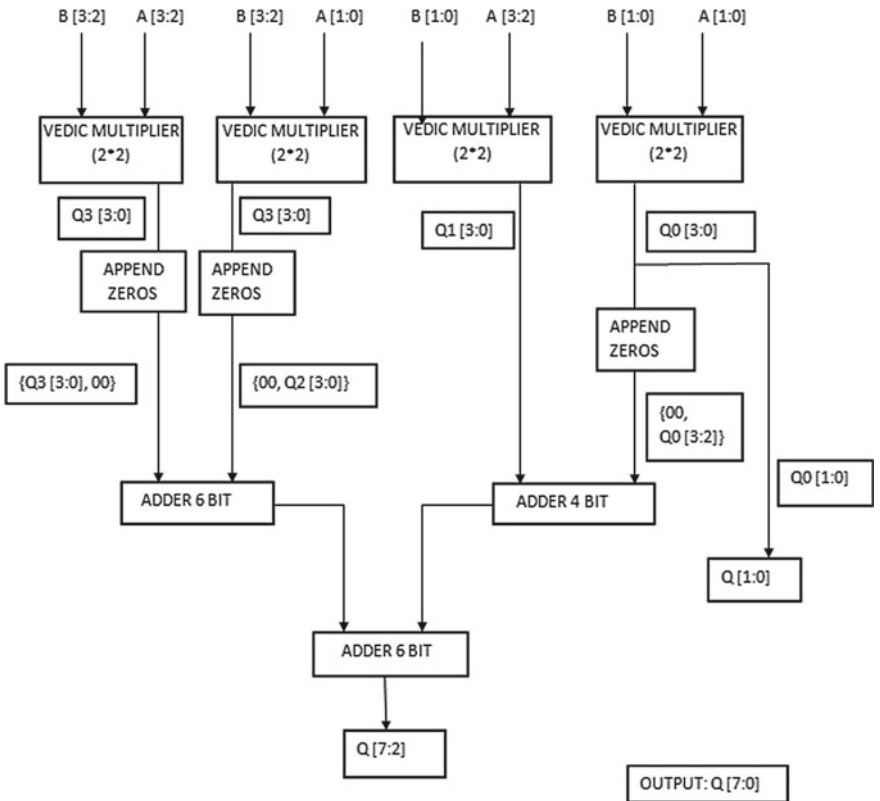 B [3:2] A [3:2] B [3:2] A [1:0] B [1:0] A [3:2] B [1:0] A [1:0]
VEDIC MULTIPLIER
(2*2)
VEDIC MULTIPLIER
(2*2)
VEDIC MULTIPLIER
(2*2)
VEDIC MULTIPLIER
(2*2)
Q3 [3:0]
Q3 [3:0]
Q1 [3:0]
Q0 [3:0]
APPEND
ZEROS
APPEND
ZEROS
APPEND
ZEROS
{Q3 [3:0], 00}
{00, Q2 [3:0]}
{00,
Q0 [3:2]}
Q0 [1:0]
ADDER 6 BIT
ADDER 4 BIT
Q [1:0]
ADDER 6 BIT
Q [7:2]
OUTPUT: Q [7:0]